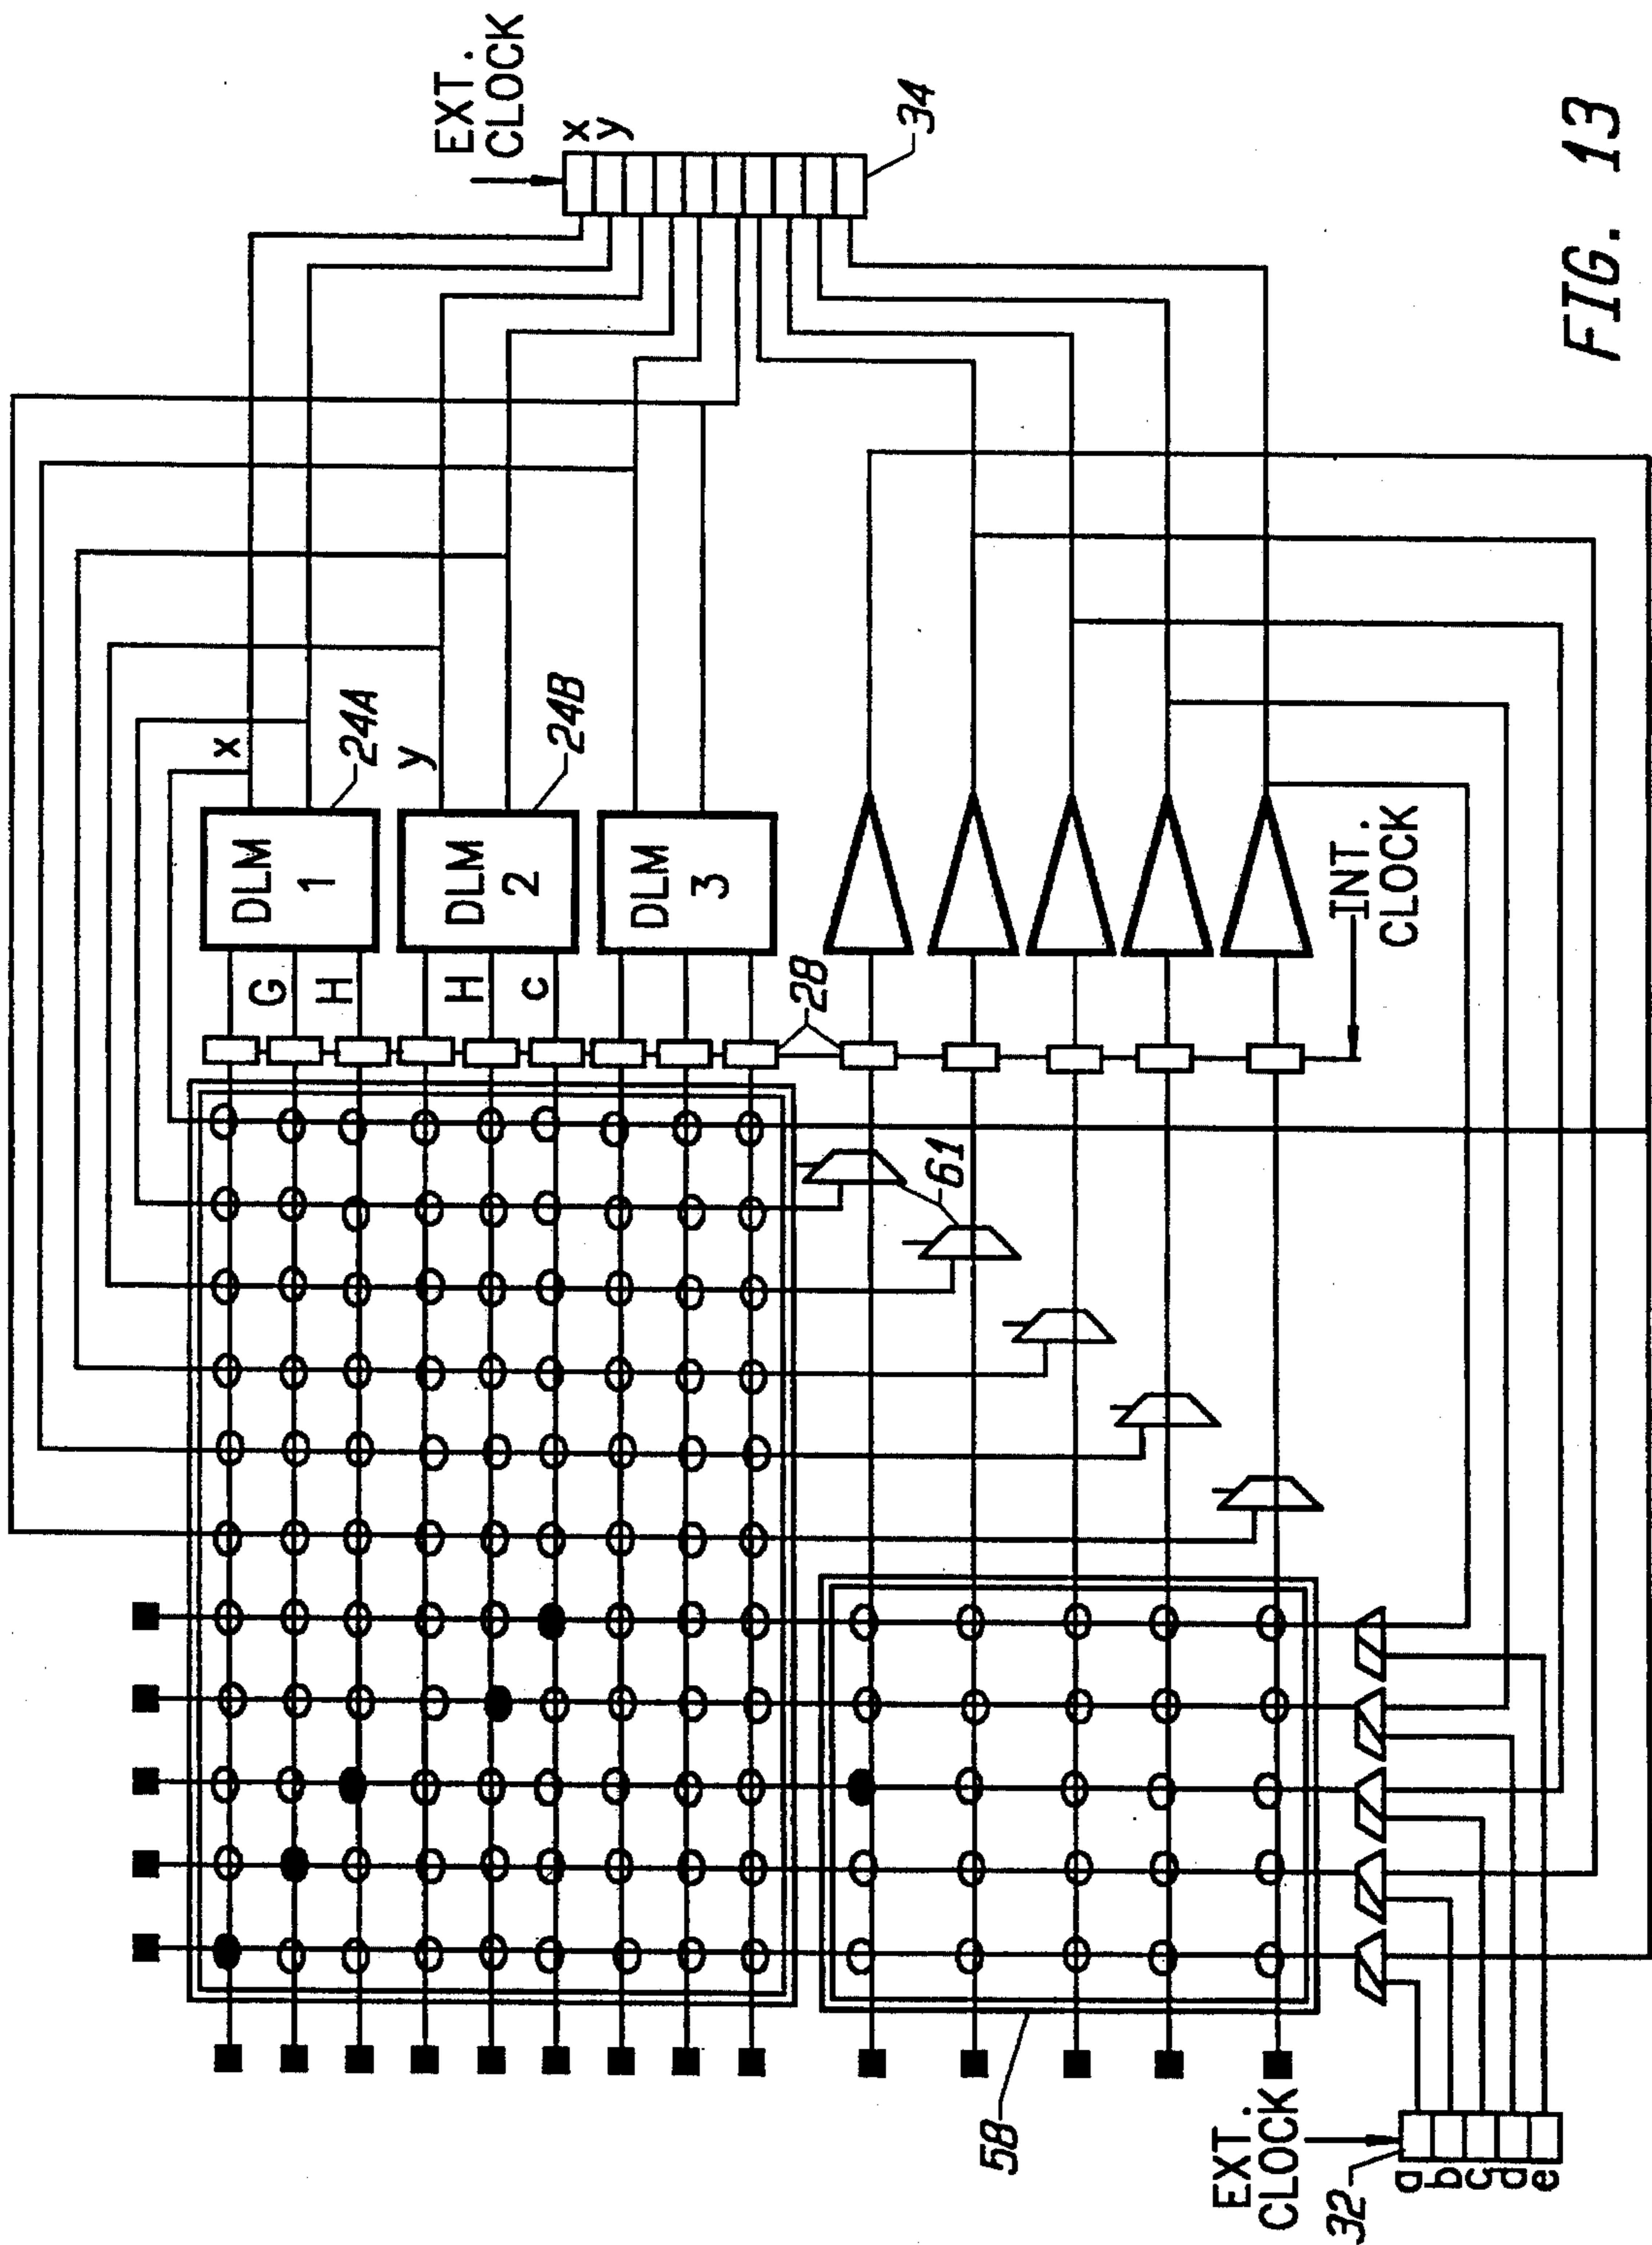 EXT.
CLOCK
x
y
34
x
24A
y
24B
DLM
1
DLM
2
DLM
3
G
H
H
c
28
INT.
CLOCK
61
58
EXT.
CLOCK
32
a
b
c
d
e
FIG. 13